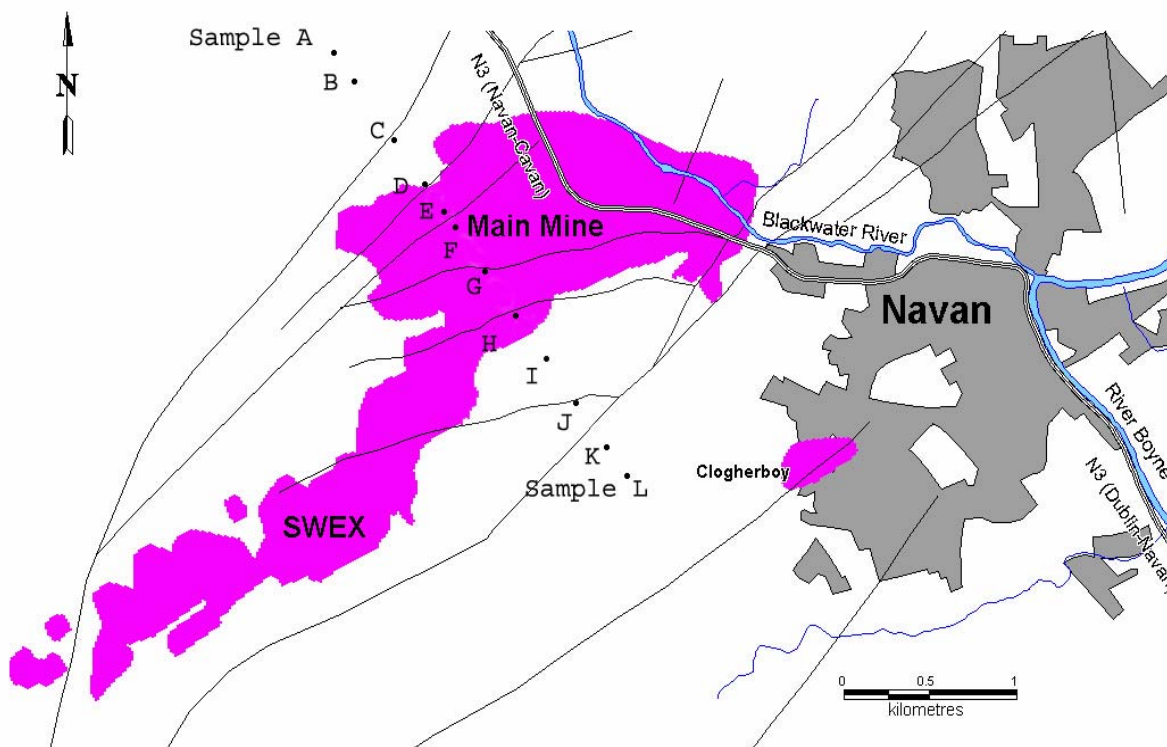 Sample A
B
N
C
N3 (Navan-Cavan)
D
E
Main Mine
F
Blackwater River
G
Navan
H
I
J
K
Sample L
Clogherboy
River Boyne
N3 (Dublin-Navan)
SWEX
0 0.5 1
kilometres